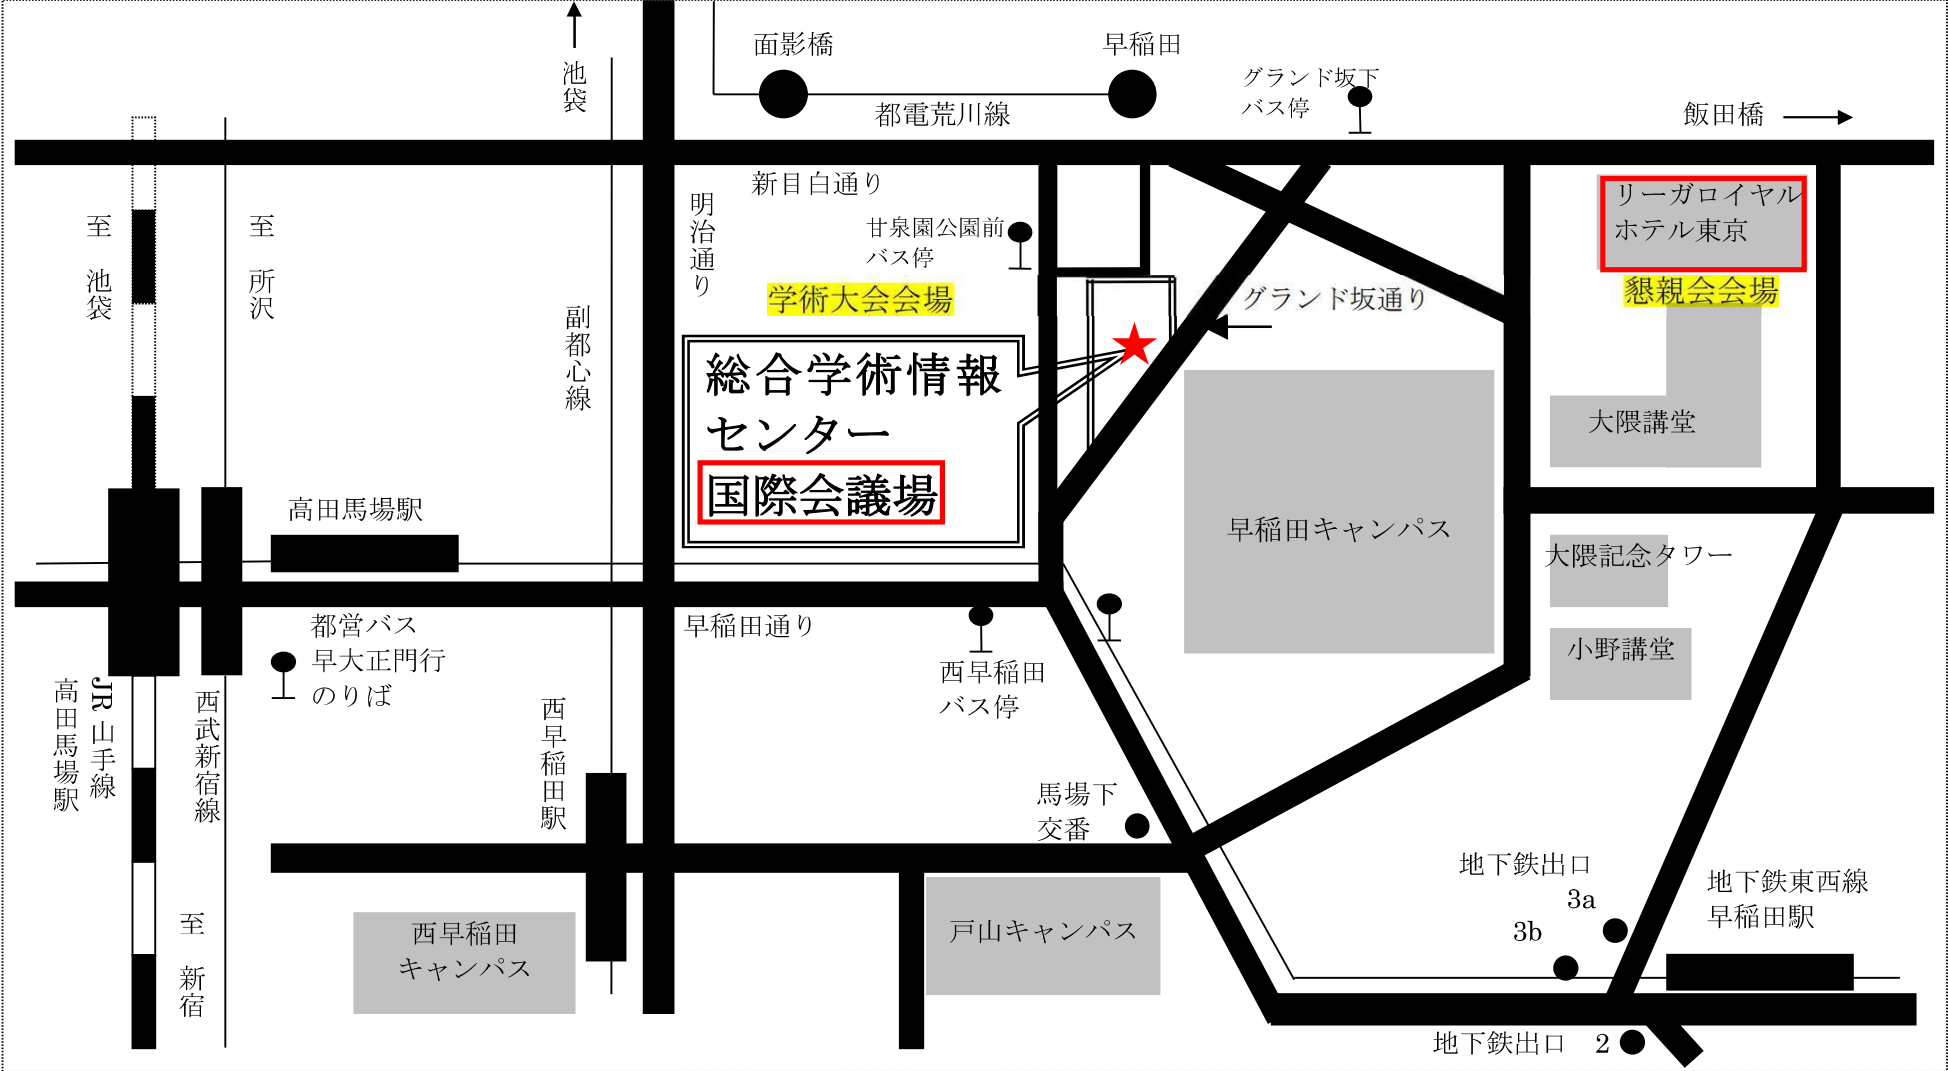 面影橋
早稲田
都電荒川線
グランド坂下
バス停
飯田橋
池袋
新目白通り
明治通り
甘泉園公園前
バス停
学術大会会場
グランド坂通り
リーガロイヤル
ホテル東京
懇親会会場
至 池袋
至 所沢
副都心線
総合学術情報
センター
国際会議場
大隈講堂
早稲田キャンパス
大隈記念タワー
小野講堂
高田馬場駅
都営バス
早大正門行
のりば
早稲田通り
西早稲田
バス停
JR山手線
高田馬場駅
西武新宿線
西早稲田駅
馬場下
交番
至 新宿
西早稲田
キャンパス
戸山キャンパス
地下鉄出口
3a
3b
地下鉄東西線
早稲田駅
地下鉄出口 2